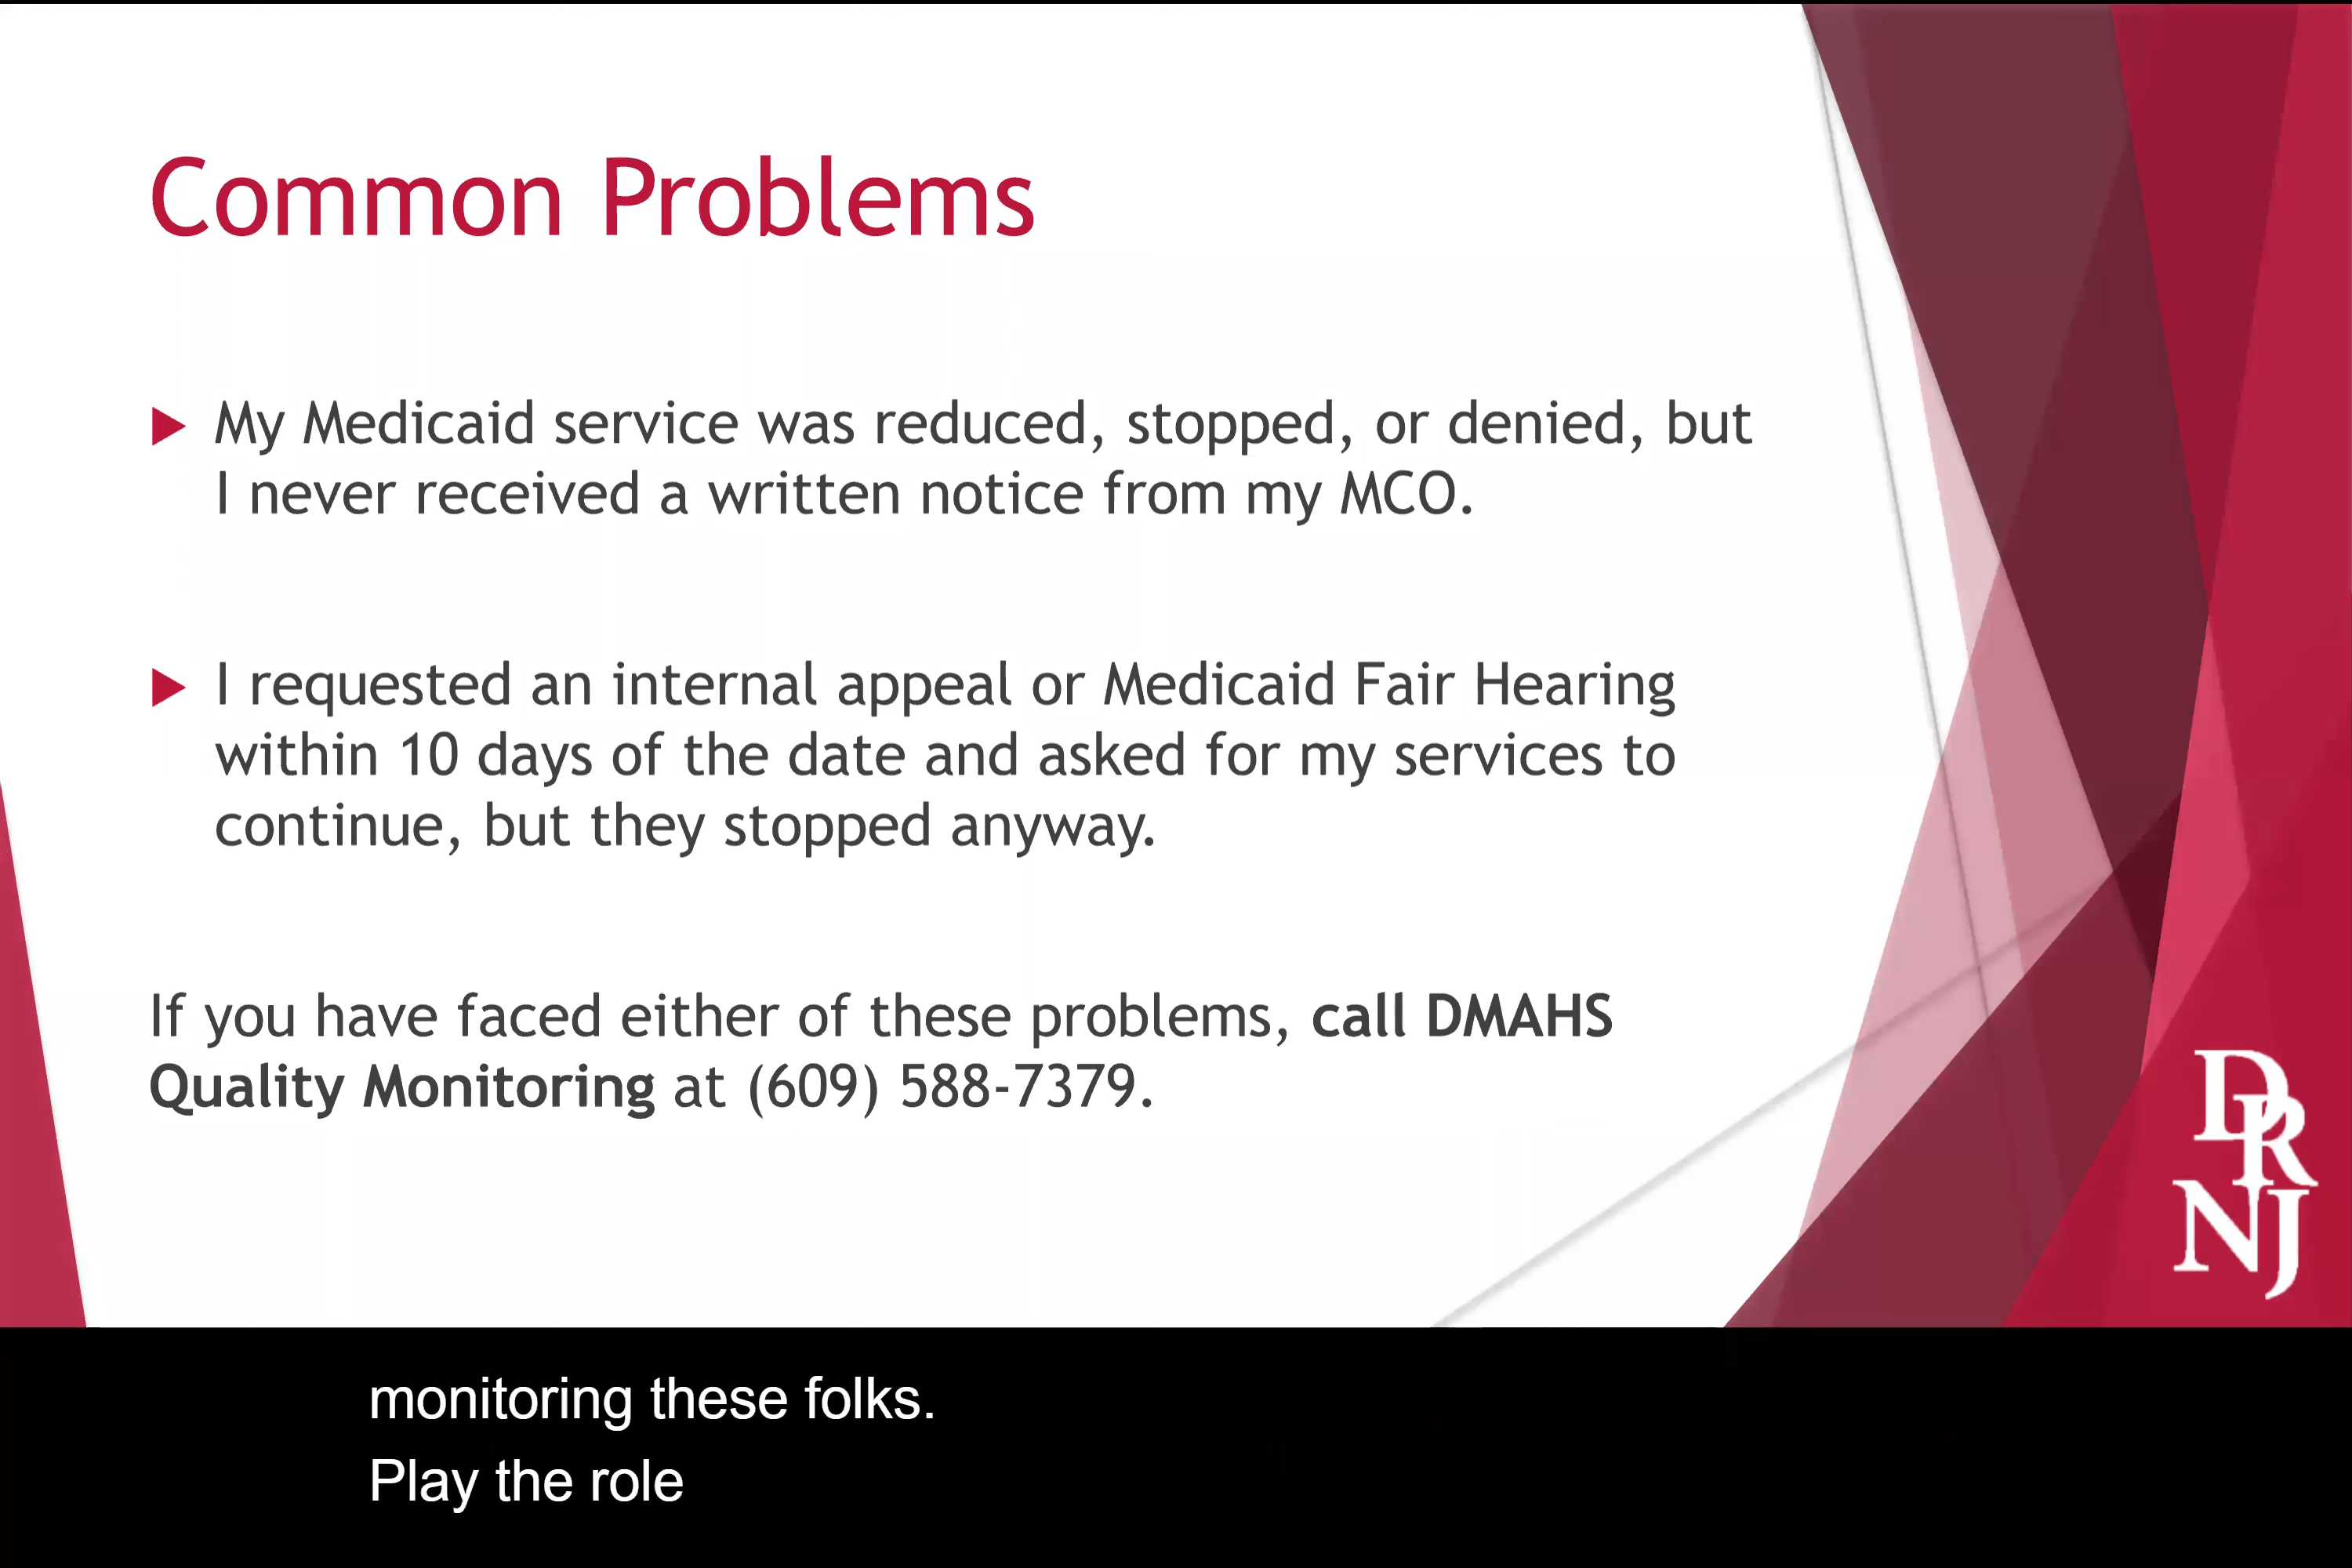 Common Problems
My Medicaid service was reduced, stopped, or denied, but
I never received a written notice from my MCO.
I requested an internal appeal or Medicaid Fair Hearing
within 10 days of the date and asked for my services to
continue, but they stopped anyway.
If you have faced either of these problems, call DMAHS
Quality Monitoring at (609) 588-7379.
DR
NJ
monitoring these folks.
Play the role